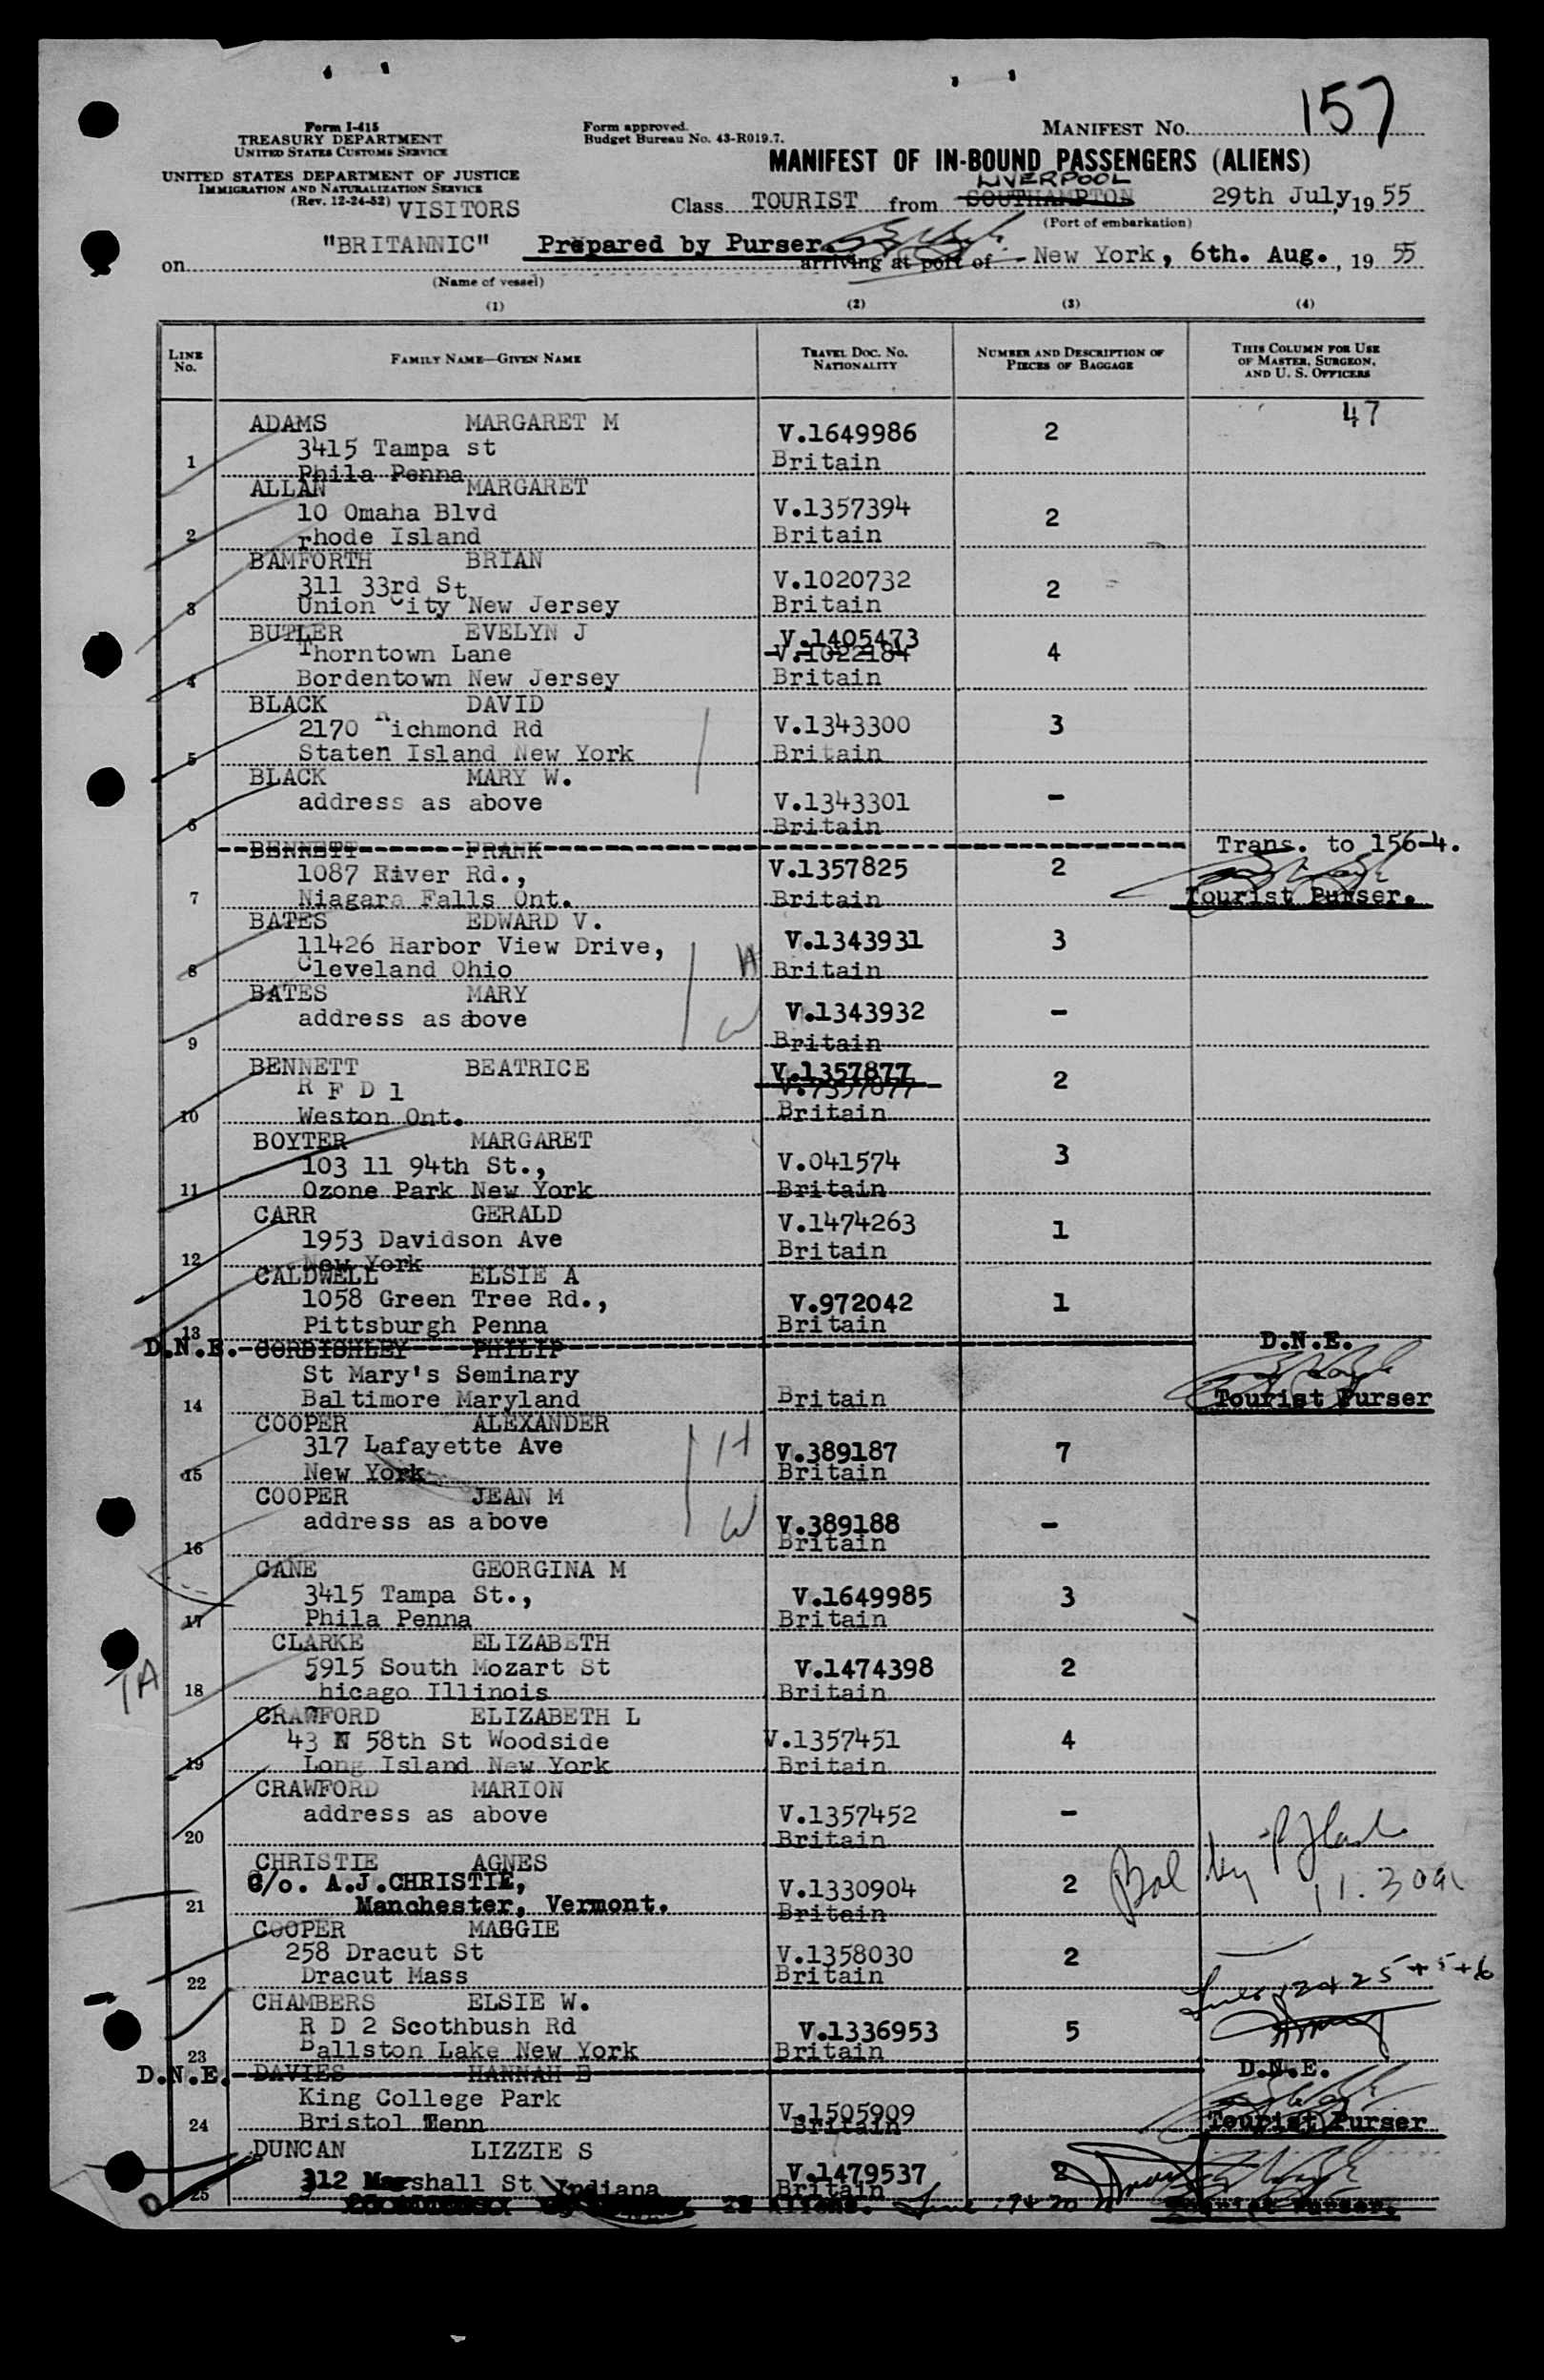 157
Form I-415
TREASURY DEPARTMENT
UNITED STATES CUSTOMS SERVICE
UNITED STATES DEPARTMENT OF JUSTICE
IMMIGRATION AND NATURALIZATION SERVICE
(Rev. 12-24-52) VISITORS
Form approved.
Budget Bureau No. 43-R019.7.
MANIFEST NO.
MANIFEST OF IN-BOUND PASSENGERS (ALIENS)
LIVERPOOL
Class TOURIST from SOUTHAMPTON 29th July, 19 55
(Port of embarkation)
on "BRITANNIC" Prepared by Purser. arriving at port of New York, 6th. Aug., 19 55
(Name of vessel)
(1) (2) (3) (4)
LINE No. FAMILY NAME—GIVEN NAME TRAVEL DOC. NO. NATIONALITY NUMBER AND DESCRIPTION OF PIECES OF BAGGAGE THIS COLUMN FOR USE OF MASTER, SURGEON, AND U. S. OFFICERS
47
ADAMS MARGARET M V.1649986 2
3415 Tampa st Britain
1 Phila Penna
ALLAN MARGARET V.1357394 2
10 Omaha Blvd
2 rhode Island Britain
BAMFORTH BRIAN V.1020732 2
311 33rd St
3 Union City New Jersey Britain
BUTLER EVELYN J V.1405473
Thorntown Lane V.1022184 4
4 Bordentown New Jersey Britain
BLACK DAVID V.1343300 3
2170 Richmond Rd
5 Staten Island New York Britain
BLACK MARY W.
address as above V.1343301 -
6 Britain
BENNETT FRANK Trans. to 156-4.
1087 River Rd., V.1357825 2
7 Niagara Falls Ont. Britain Tourist Purser.
BATES EDWARD V. V.1343931 3
11426 Harbor View Drive, H
8 Cleveland Ohio Britain
BATES MARY V.1343932 -
address as above W
9 Britain
BENNETT BEATRICE V.1357877 2
R F D 1 V.7357877
10 Weston Ont. Britain
BOYTER MARGARET 3
103 11 94th St., V.041574
11 Ozone Park New York Britain
CARR GERALD V.1474263 1
1953 Davidson Ave Britain
12 New York
CALDWELL ELSIE A
1058 Green Tree Rd., V.972042 1
13 Pittsburgh Penna Britain
D.N.E. CORBISHLEY PHILIP D.N.E.
St Mary's Seminary
14 Baltimore Maryland Britain Tourist Purser
COOPER ALEXANDER
317 Lafayette Ave H V.389187 7
15 New York Britain
COOPER JEAN M
address as above W V.389188 -
16 Britain
CANE GEORGINA M
3415 Tampa St., V.1649985 3
17 Phila Penna Britain
CLARKE ELIZABETH
TA 5915 South Mozart St V.1474398 2
18 hicago Illinois Britain
CRAWFORD ELIZABETH L
43 N 58th St Woodside V.1357451 4
19 Long Island New York Britain
CRAWFORD MARION
address as above V.1357452 -
20 Britain
CHRISTIE AGNES
C/o. A.J.CHRISTIE, V.1330904 2
21 Manchester, Vermont. Britain
COOPER MAGGIE
258 Dracut St V.1358030 2
22 Dracut Mass Britain
CHAMBERS ELSIE W.
R D 2 Scothbush Rd V.1336953 5
23 Ballston Lake New York Britain
D.N.E. DAVIES HANNAH E D.N.E.
King College Park V.1505909
24 Bristol Tenn Britain Tourist Purser
DUNCAN LIZZIE S
312 Marshall St Indiana V.1479537 2
25 Britain